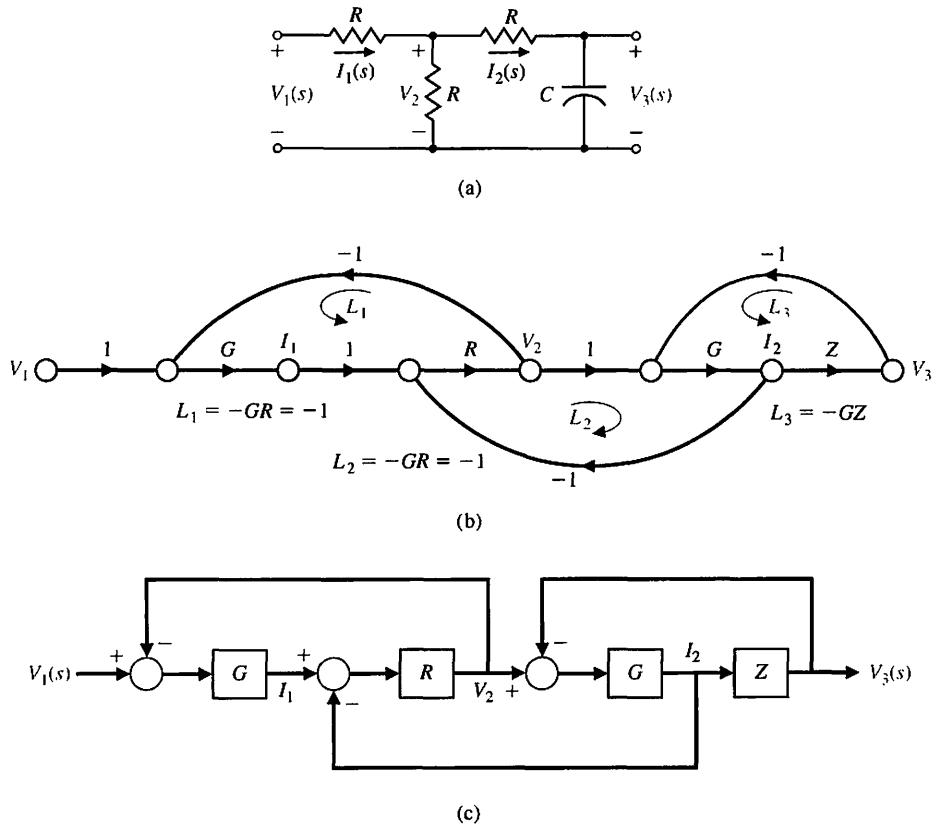 R R
+ + +
I₁(s) I₂(s)
V₁(s) V₂ R C V₃(s)
− − −
(a)
−1 −1
L₁ L₃
V₁ 1 G I₁ 1 R V₂ 1 G I₂ Z V₃
L₁ = −GR = −1 L₂ L₃ = −GZ
L₂ = −GR = −1
−1
(b)
− −
V₁(s) + G I₁ + R V₂ + G I₂ Z V₃(s)
−
(c)